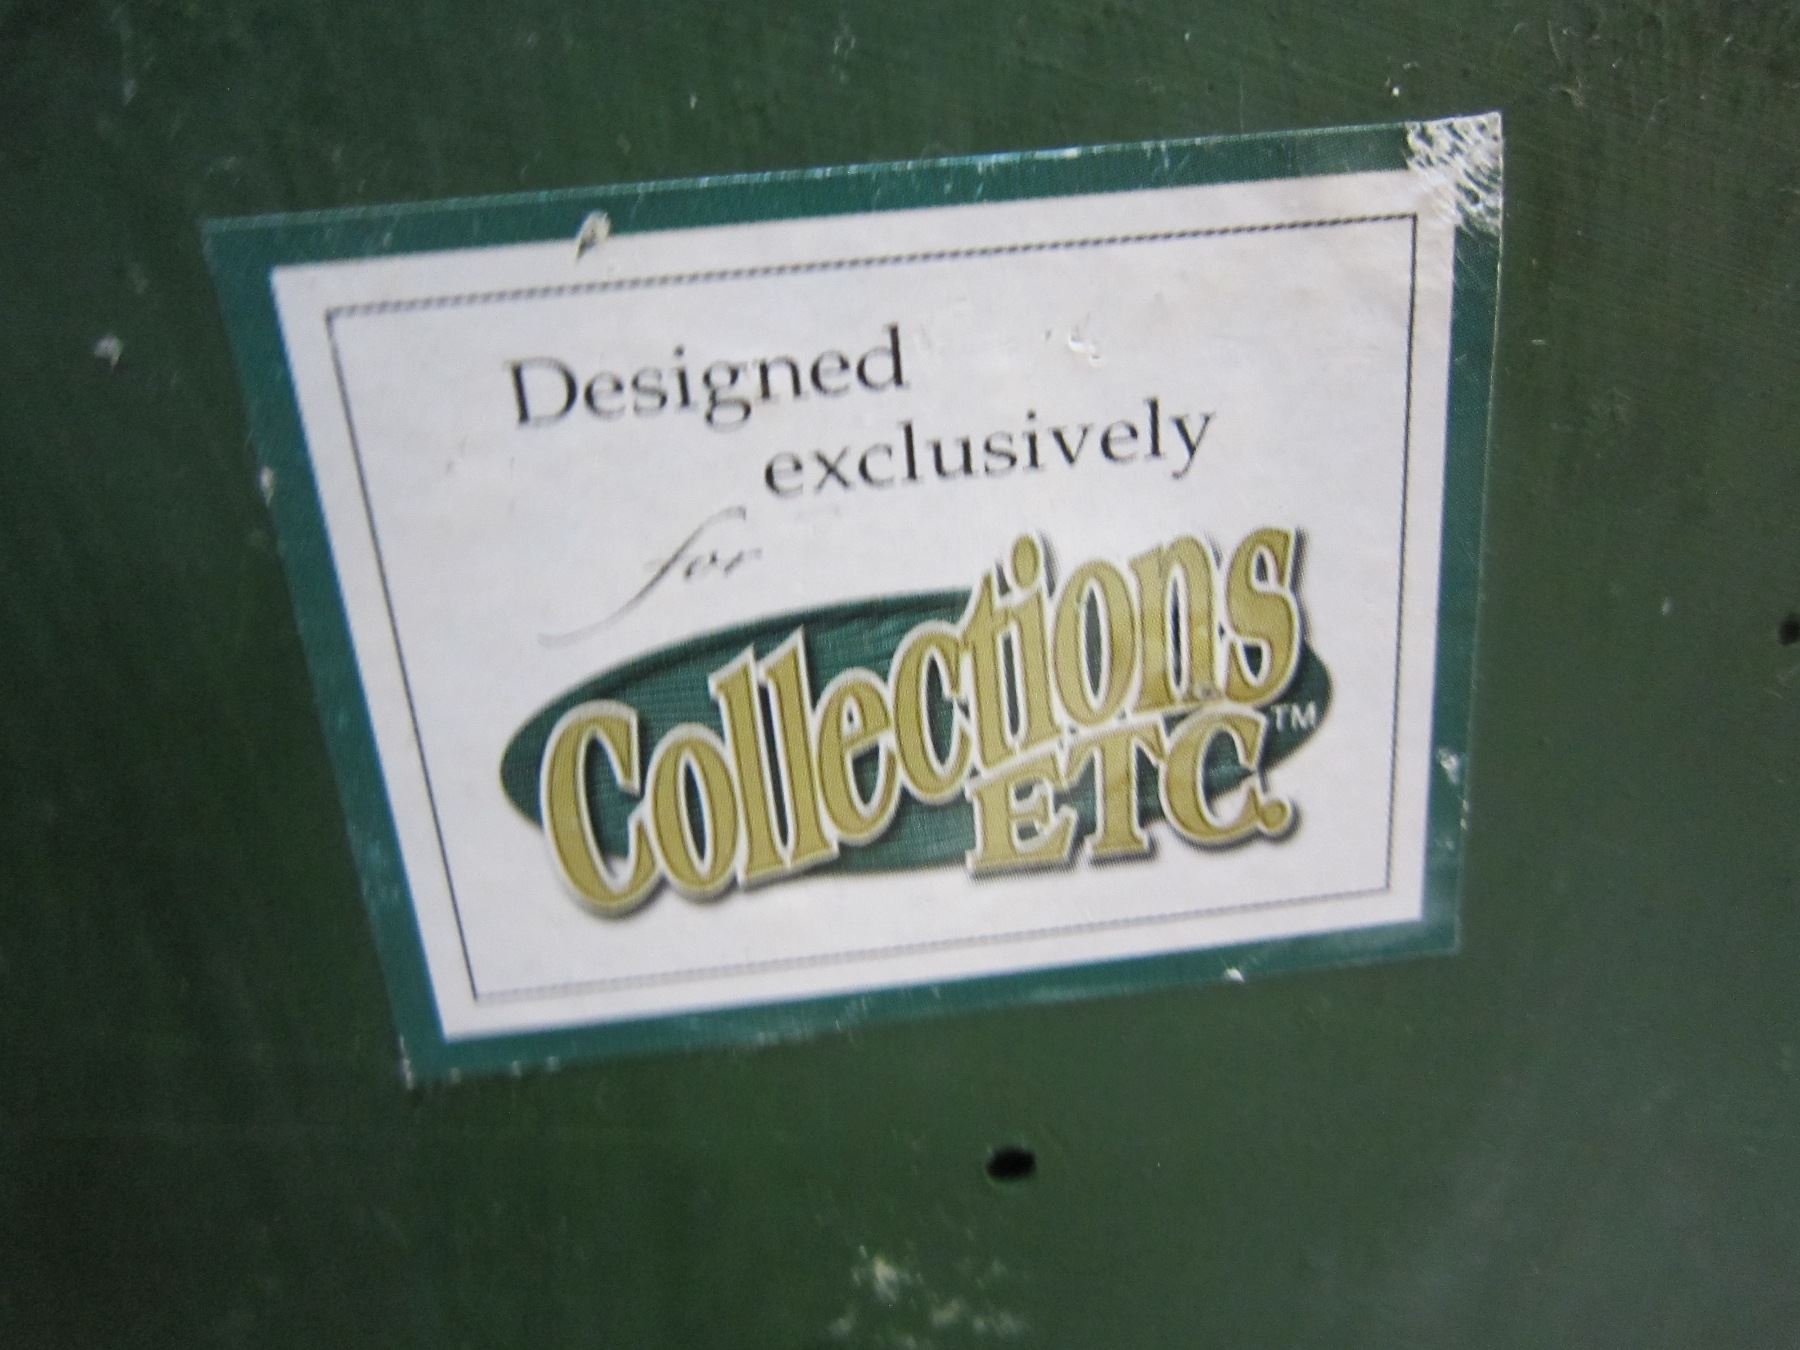 Designed
exclusively
for
Collections
ETC.™